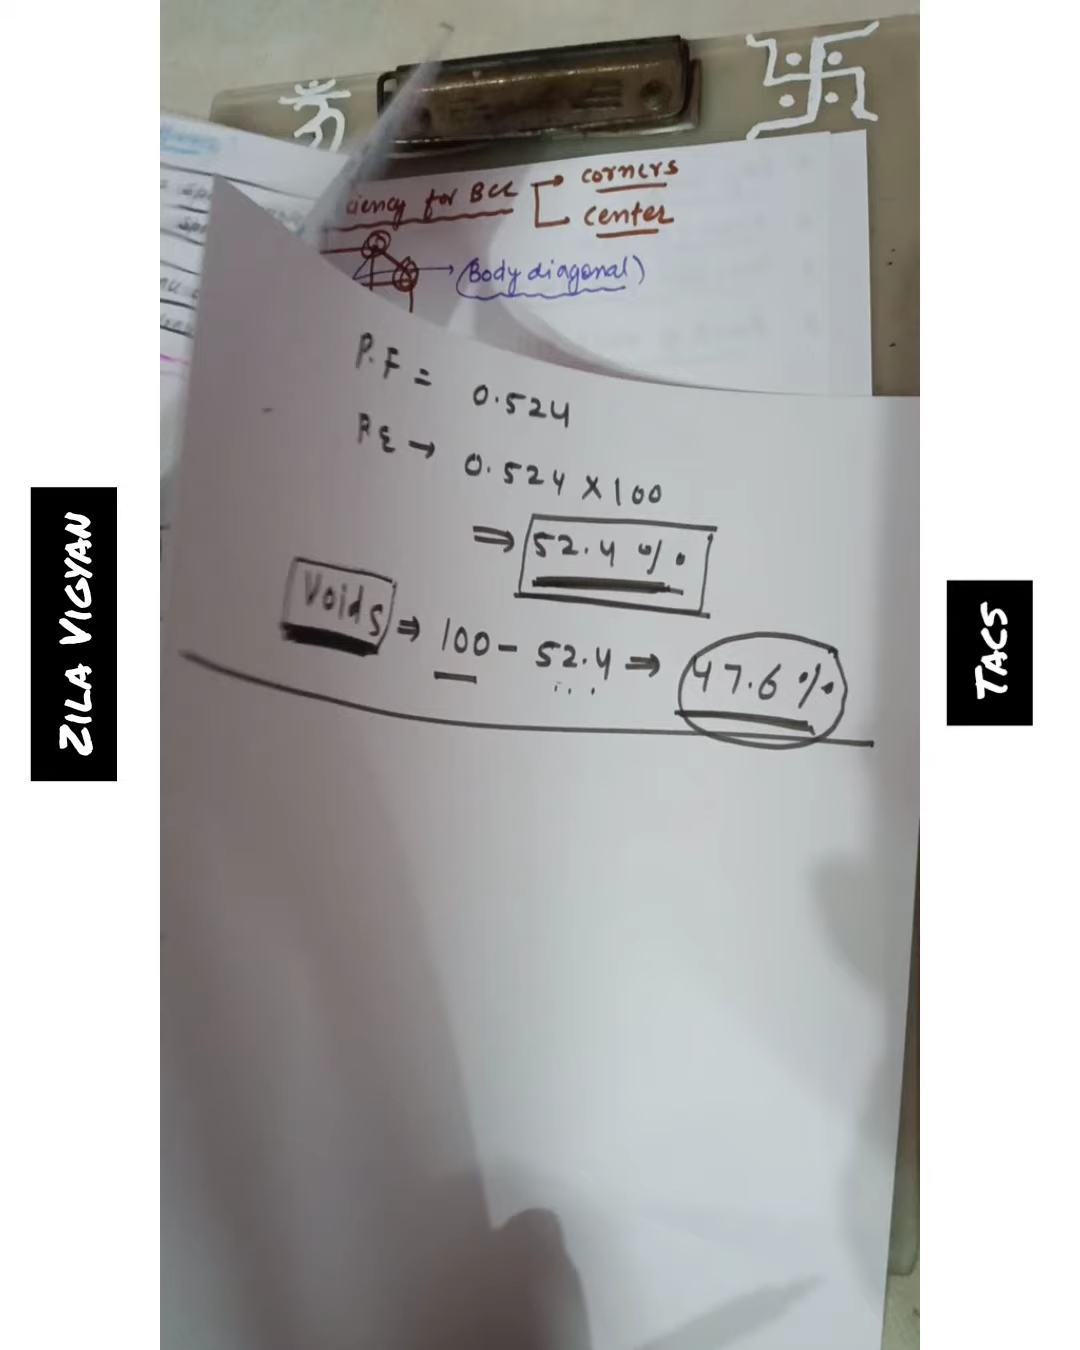 ZILA VIGYAN
TACS
ciency for BCC → corners
center
(Body diagonal)
P.F = 0.524
P.E → 0.524 × 100
⇒ 52.4 %.
Voids ⇒ 100 - 52.4 ⇒ 47.6 %.